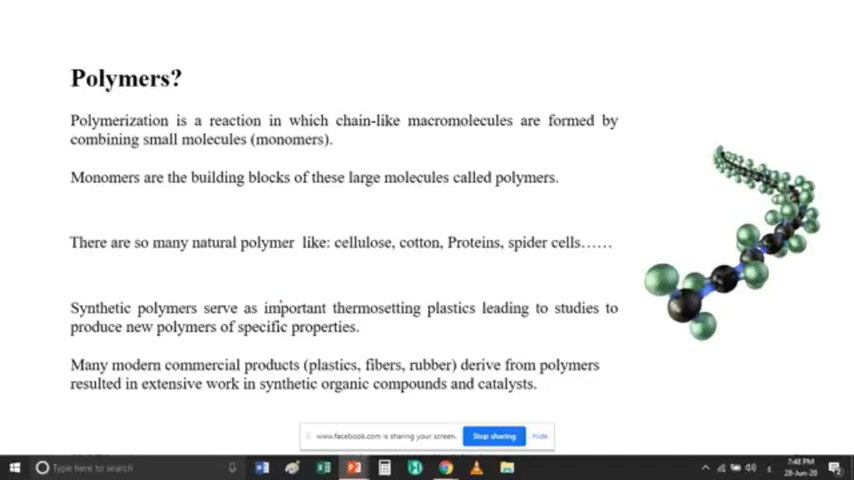 Polymers?
Polymerization is a reaction in which chain-like macromolecules are formed by
combining small molecules (monomers).
Monomers are the building blocks of these large molecules called polymers.
There are so many natural polymer like: cellulose, cotton, Proteins, spider cells……
Synthetic polymers serve as important thermosetting plastics leading to studies to
produce new polymers of specific properties.
Many modern commercial products (plastics, fibers, rubber) derive from polymers
resulted in extensive work in synthetic organic compounds and catalysts.
www.facebook.com is sharing your screen.
Stop sharing
Hide
Type here to search
7:48 PM
28-Jun-20